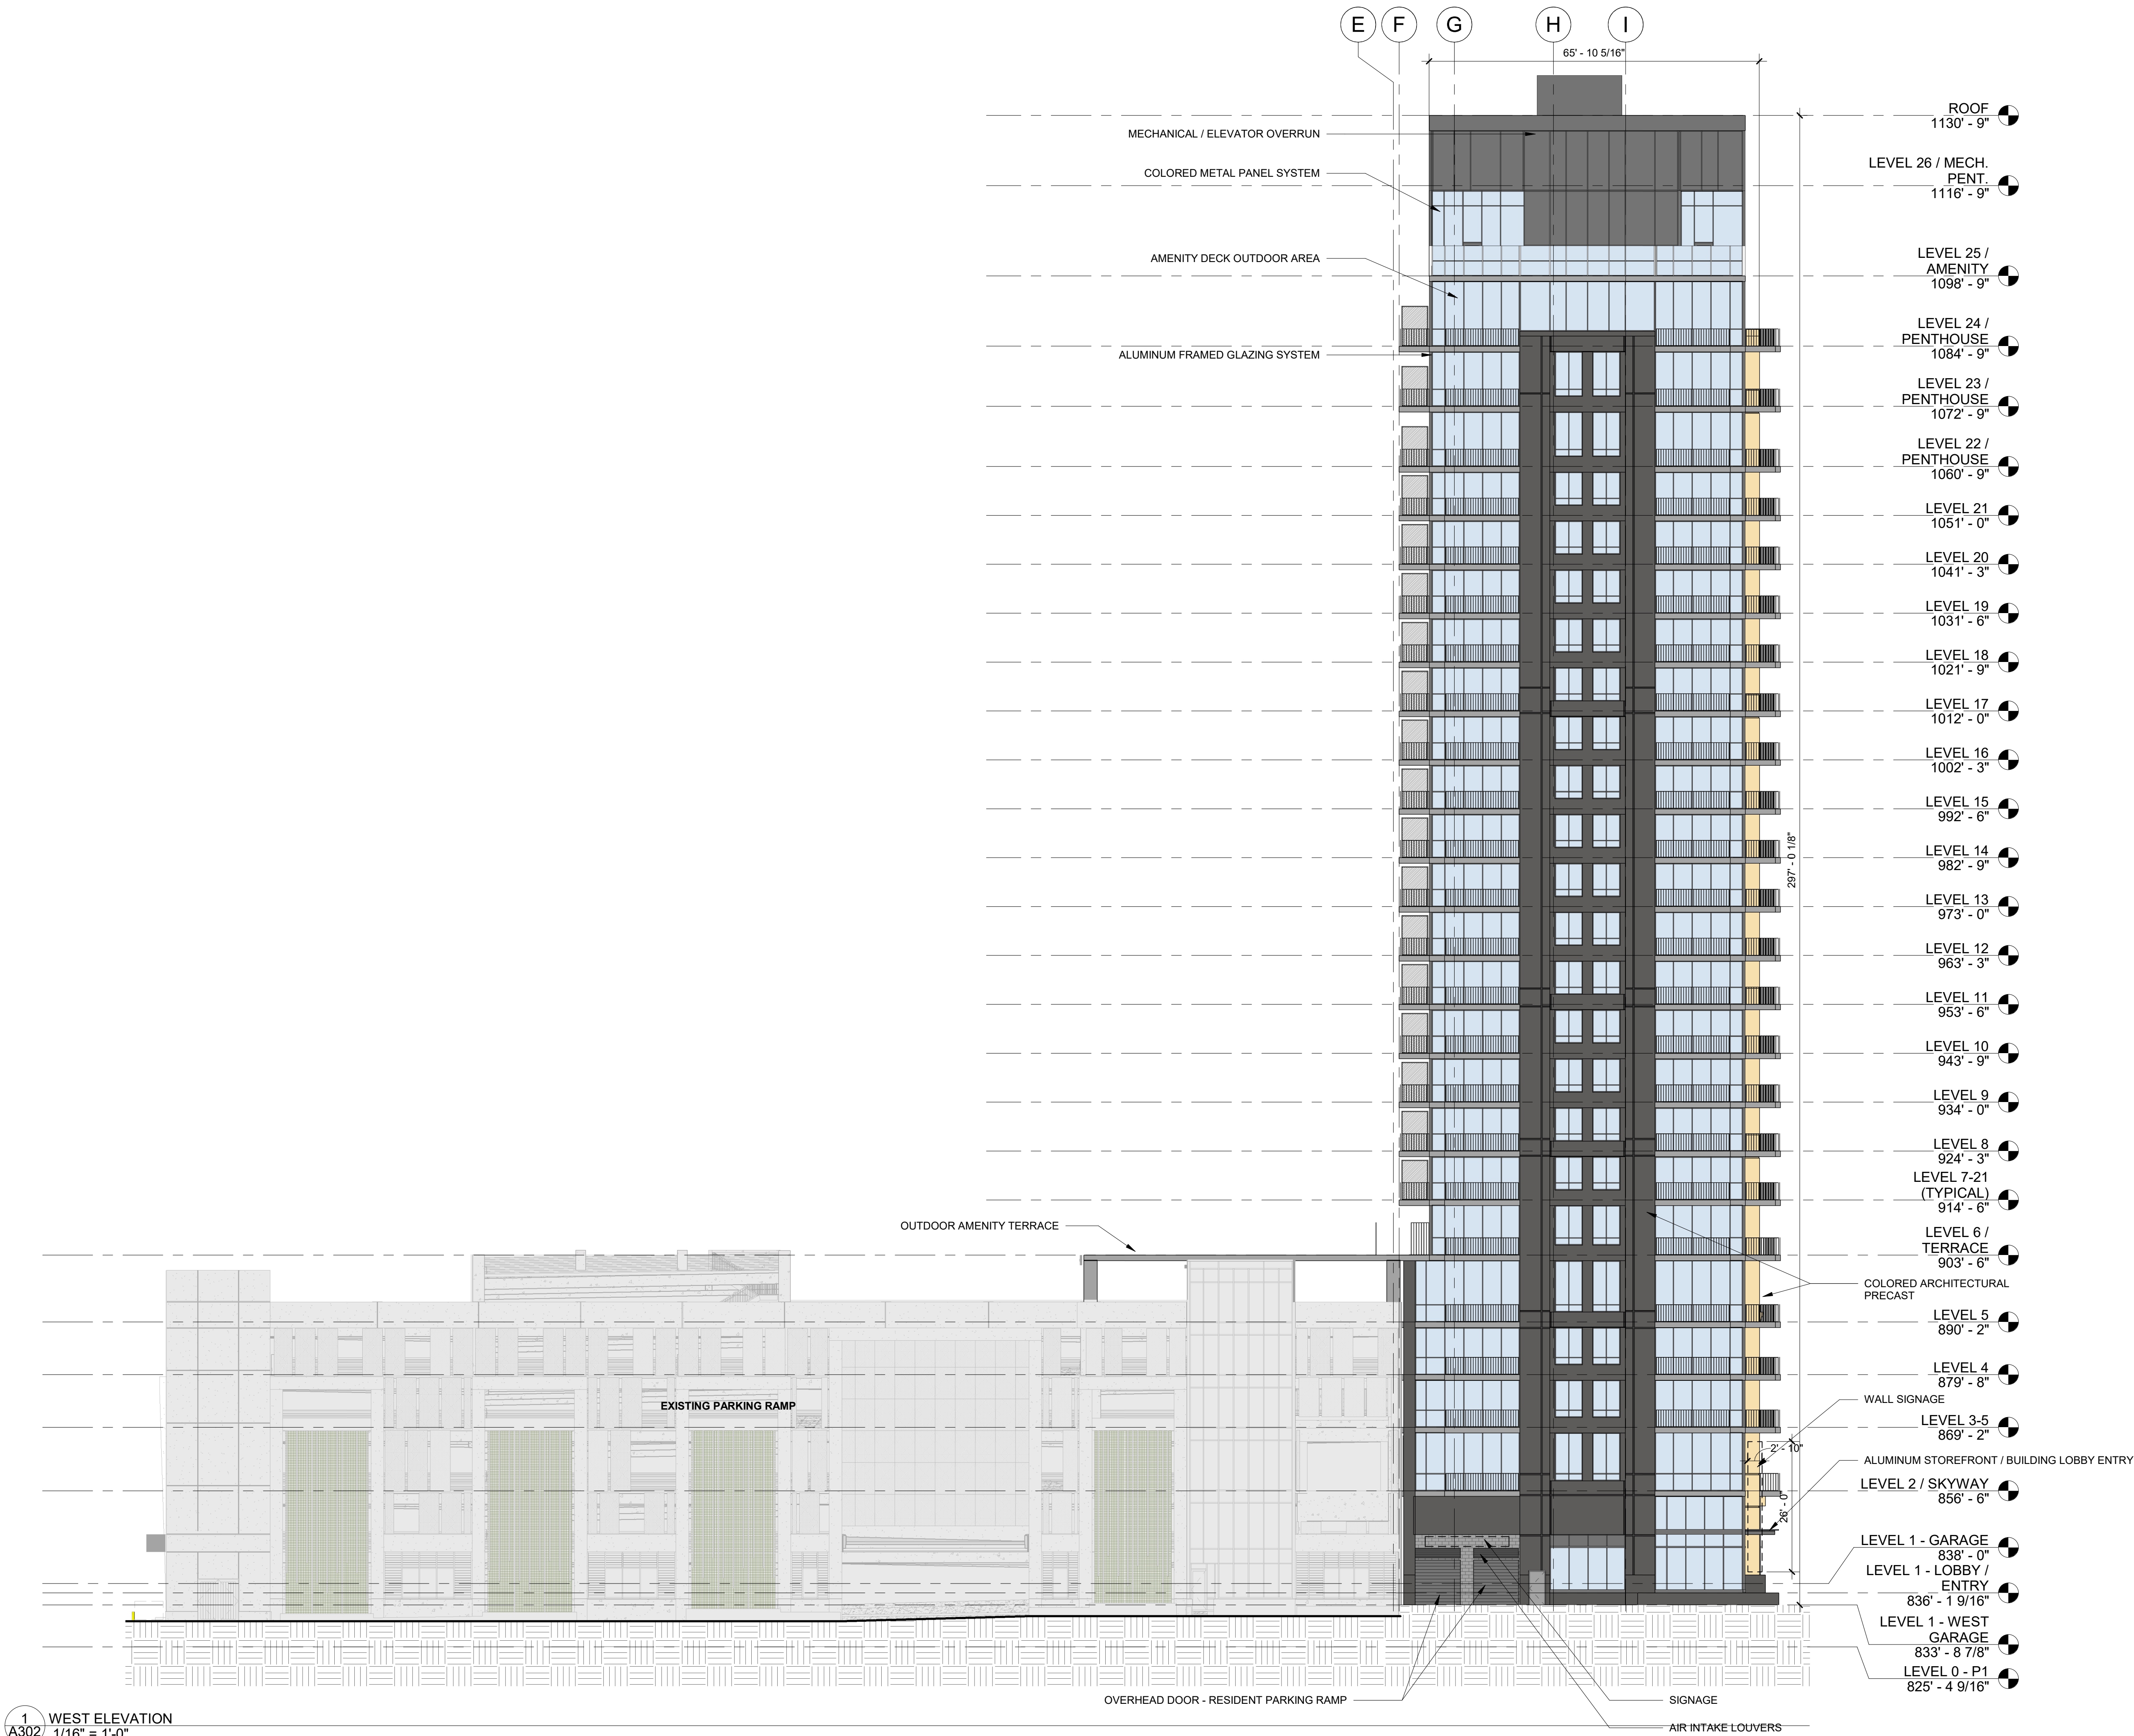 E
F
G
H
I
65' - 10 5/16"
ROOF
1130' - 9"
MECHANICAL / ELEVATOR OVERRUN
LEVEL 26 / MECH.
PENT.
1116' - 9"
COLORED METAL PANEL SYSTEM
AMENITY DECK OUTDOOR AREA
LEVEL 25 /
AMENITY
1098' - 9"
LEVEL 24 /
PENTHOUSE
1084' - 9"
ALUMINUM FRAMED GLAZING SYSTEM
LEVEL 23 /
PENTHOUSE
1072' - 9"
LEVEL 22 /
PENTHOUSE
1060' - 9"
LEVEL 21
1051' - 0"
LEVEL 20
1041' - 3"
LEVEL 19
1031' - 6"
LEVEL 18
1021' - 9"
LEVEL 17
1012' - 0"
LEVEL 16
1002' - 3"
LEVEL 15
992' - 6"
297' - 0 1/8"
LEVEL 14
982' - 9"
LEVEL 13
973' - 0"
LEVEL 12
963' - 3"
LEVEL 11
953' - 6"
LEVEL 10
943' - 9"
LEVEL 9
934' - 0"
LEVEL 8
924' - 3"
LEVEL 7-21
(TYPICAL)
914' - 6"
OUTDOOR AMENITY TERRACE
LEVEL 6 /
TERRACE
903' - 6"
COLORED ARCHITECTURAL
PRECAST
LEVEL 5
890' - 2"
LEVEL 4
879' - 8"
WALL SIGNAGE
EXISTING PARKING RAMP
LEVEL 3-5
869' - 2"
2' - 10"
ALUMINUM STOREFRONT / BUILDING LOBBY ENTRY
LEVEL 2 / SKYWAY
856' - 6"
26' - 0"
LEVEL 1 - GARAGE
838' - 0"
LEVEL 1 - LOBBY /
ENTRY
836' - 1 9/16"
LEVEL 1 - WEST
GARAGE
833' - 8 7/8"
LEVEL 0 - P1
825' - 4 9/16"
OVERHEAD DOOR - RESIDENT PARKING RAMP
SIGNAGE
AIR INTAKE LOUVERS
1
A302
WEST ELEVATION
1/16" = 1'-0"